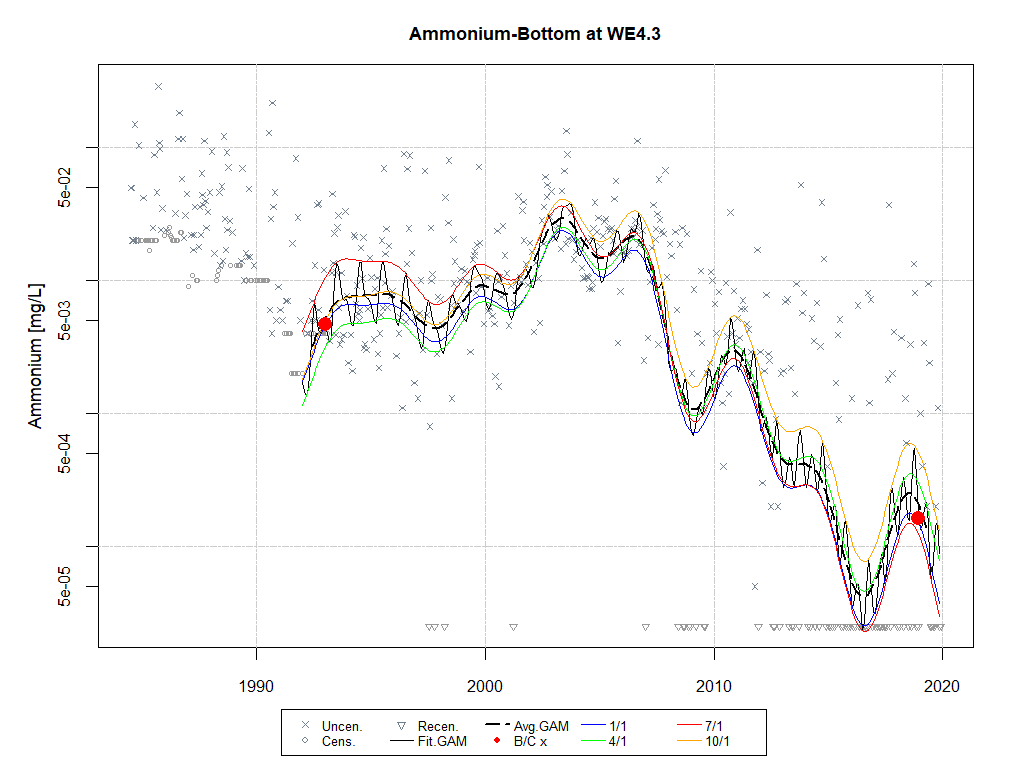 Ammonium-Bottom at WE4.3
Ammonium [mg/L]
5e-02
5e-03
5e-04
5e-05
1990 2000 2010 2020
Uncen. Recen. Avg.GAM 1/1 7/1
Cens. Fit.GAM B/C x 4/1 10/1